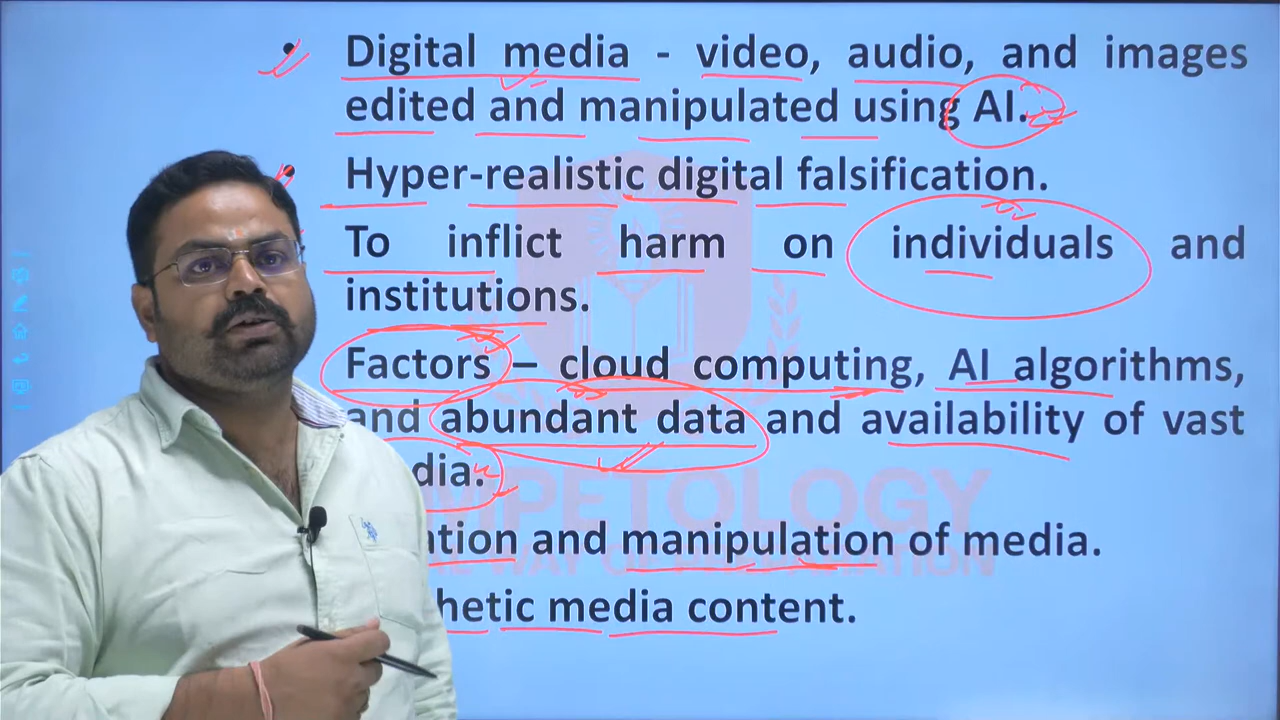 • Digital media - video, audio, and images
edited and manipulated using AI.
• Hyper-realistic digital falsification.
To inflict harm on individuals and
institutions.
Factors – cloud computing, AI algorithms,
and abundant data and availability of vast
dia.
ation and manipulation of media.
hetic media content.